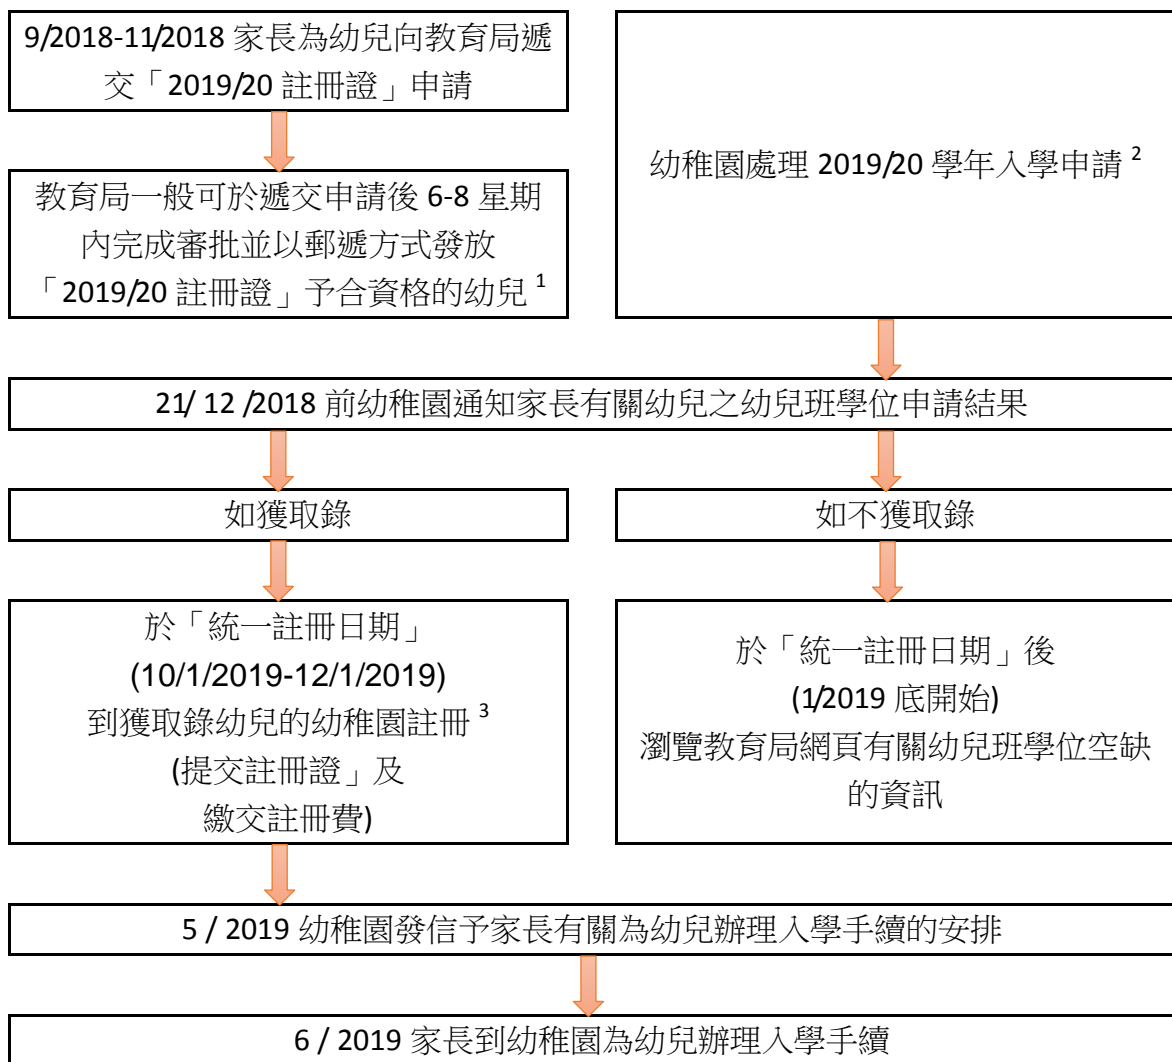 9/2018-11/2018 家長為幼兒向教育局遞
交「2019/20 註冊證」申請
教育局一般可於遞交申請後 6-8 星期
內完成審批並以郵遞方式發放
「2019/20 註冊證」予合資格的幼兒 1
幼稚園處理 2019/20 學年入學申請 2
21/ 12 /2018 前幼稚園通知家長有關幼兒之幼兒班學位申請結果
如獲取錄
如不獲取錄
於「統一註冊日期」
(10/1/2019-12/1/2019)
到獲取錄幼兒的幼稚園註冊 3
(提交註冊證」及
繳交註冊費)
於「統一註冊日期」後
(1/2019 底開始)
瀏覽教育局網頁有關幼兒班學位空缺
的資訊
5 / 2019 幼稚園發信予家長有關為幼兒辦理入學手續的安排
6 / 2019 家長到幼稚園為幼兒辦理入學手續